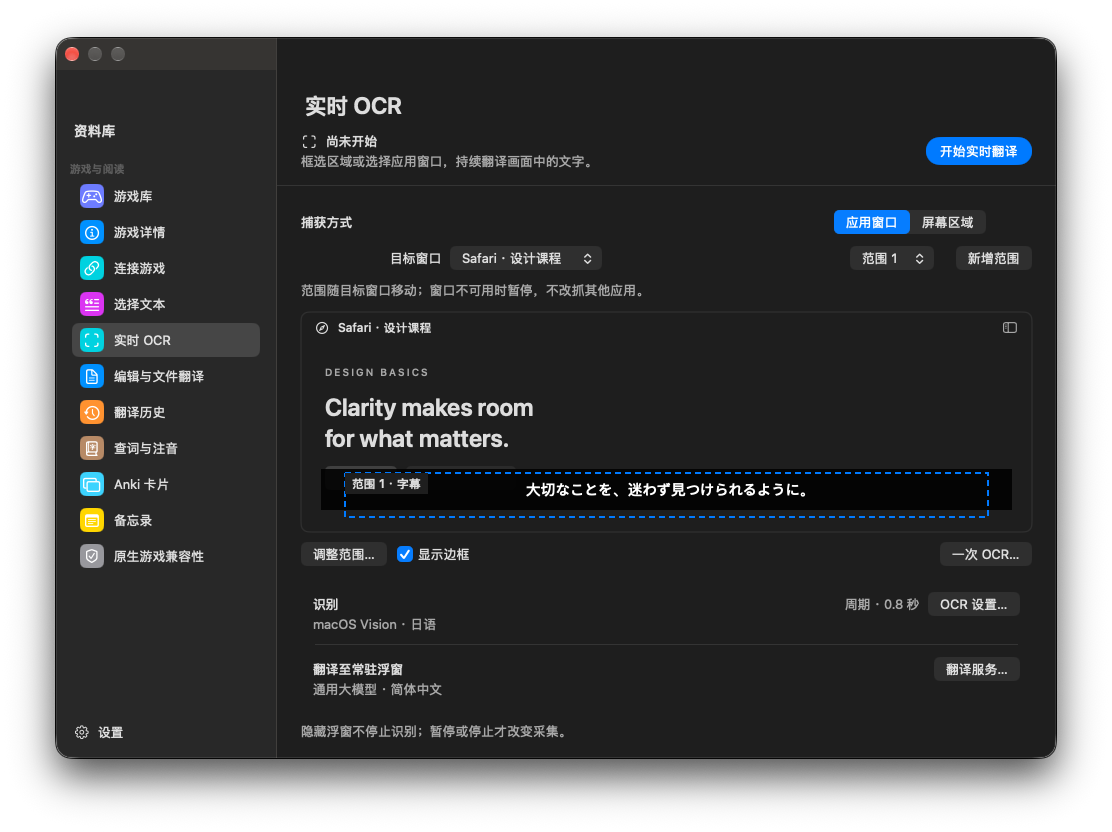 资料库
游戏与阅读
游戏库
游戏详情
连接游戏
选择文本
实时 OCR
编辑与文件翻译
翻译历史
查词与注音
Anki 卡片
备忘录
原生游戏兼容性
设置
实时 OCR
尚未开始
框选区域或选择应用窗口，持续翻译画面中的文字。
开始实时翻译
捕获方式
应用窗口 屏幕区域
目标窗口 Safari · 设计课程 范围 1 新增范围
范围随目标窗口移动；窗口不可用时暂停，不改抓其他应用。
Safari · 设计课程
DESIGN BASICS
Clarity makes room
for what matters.
范围 1 · 字幕
大切なことを、迷わず見つけられるように。
调整范围... 显示边框 一次 OCR...
识别
macOS Vision · 日语
周期 · 0.8 秒 OCR 设置...
翻译至常驻浮窗
通用大模型 · 简体中文
翻译服务...
隐藏浮窗不停止识别；暂停或停止才改变采集。